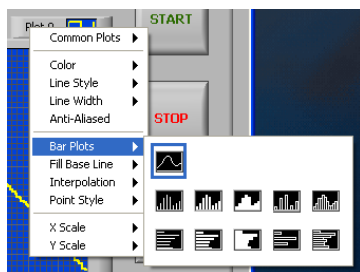 Plot 0
START
Common Plots
Color
Line Style
Line Width
Anti-Aliased
STOP
Bar Plots
Fill Base Line
Interpolation
Point Style
X Scale
Y Scale